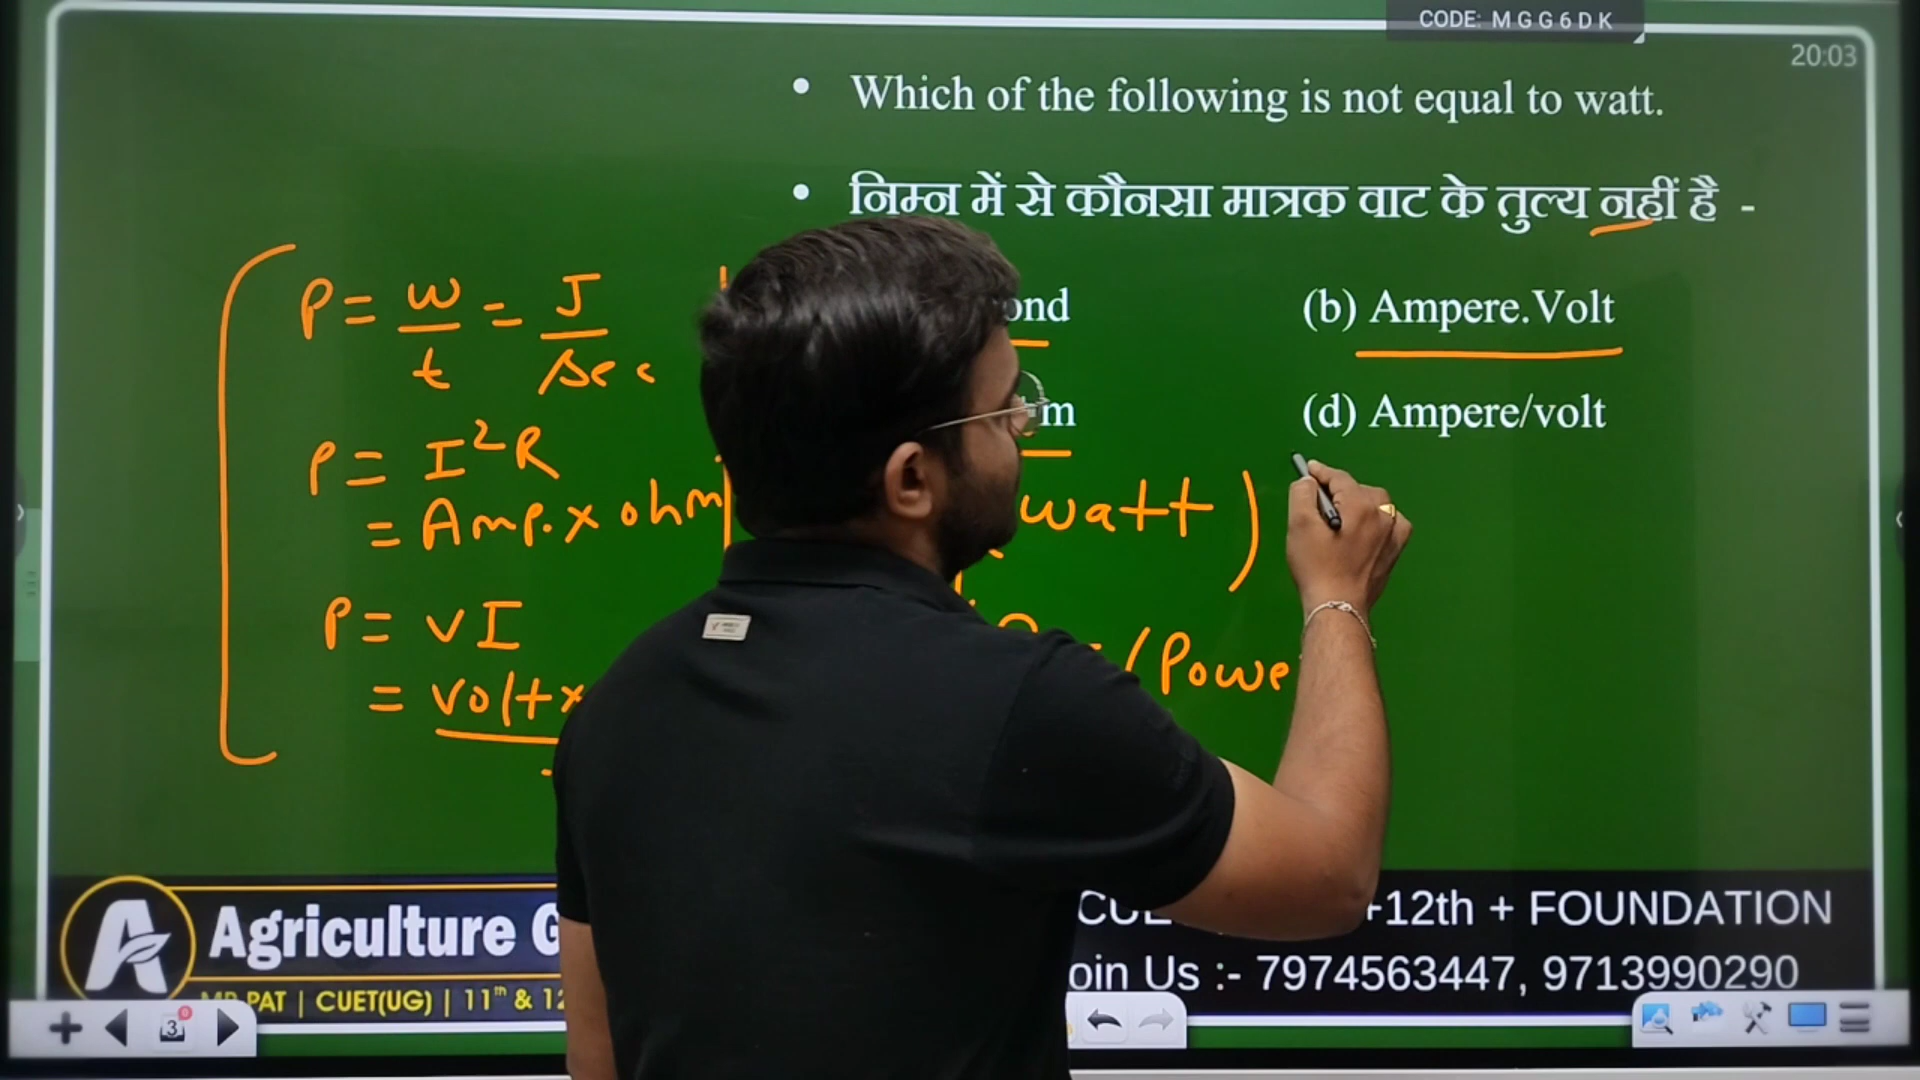 CODE: MGG6DK
20:03
• Which of the following is not equal to watt.
• निम्न में से कौनसा मात्रक वाट के तुल्य नहीं है -
(b) Ampere.Volt
(d) Ampere/volt
P = W/t = J/sec
P = I²R
= Amp. x ohm
watt )
P = VI
= volt x
(Powe
Agriculture
PAT | CUET(UG) | 11th & 12
+12th + FOUNDATION
Us :- 7974563447, 9713990290
3
0